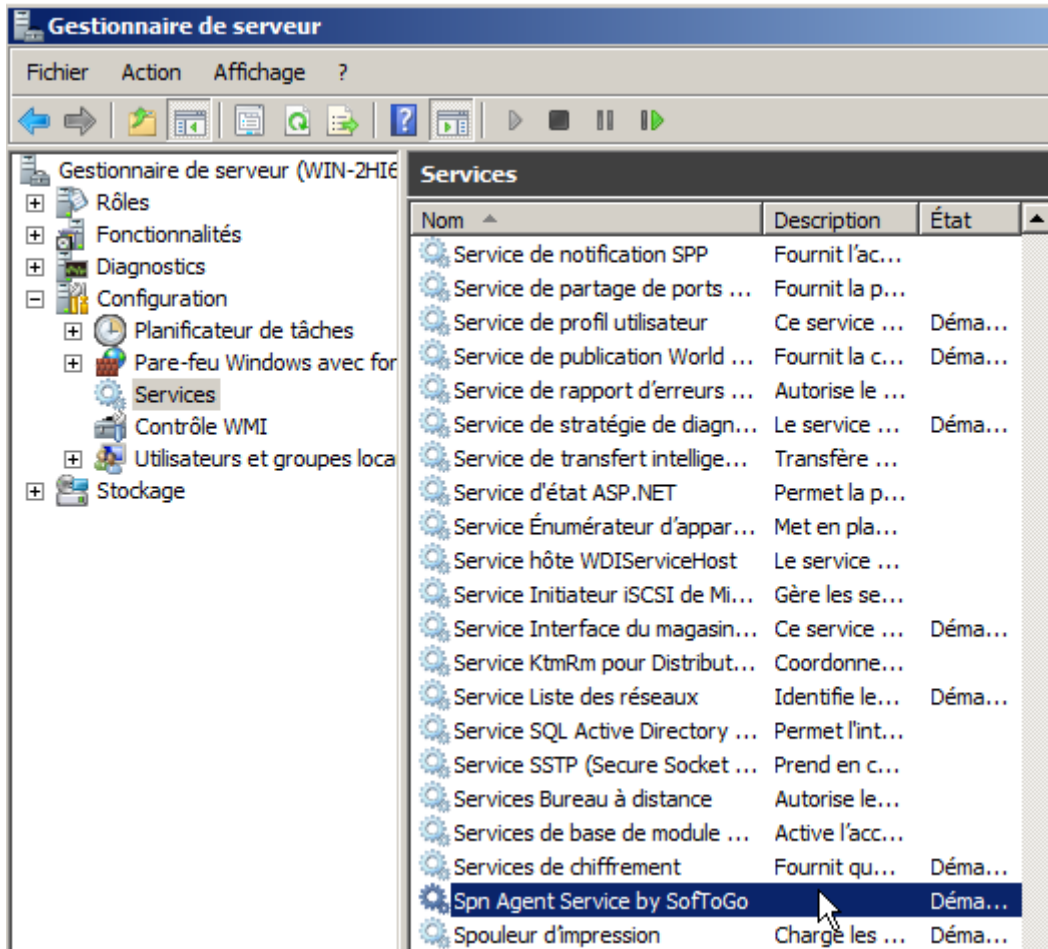 Gestionnaire de serveur
Fichier Action Affichage ?
Gestionnaire de serveur (WIN-2HI6
Rôles
Fonctionnalités
Diagnostics
Configuration
Planificateur de tâches
Pare-feu Windows avec for
Services
Contrôle WMI
Utilisateurs et groupes loca
Stockage
Services
Nom Description État
Service de notification SPP Fournit l’ac...
Service de partage de ports ... Fournit la p...
Service de profil utilisateur Ce service ... Déma...
Service de publication World ... Fournit la c... Déma...
Service de rapport d’erreurs ... Autorise le ...
Service de stratégie de diagn... Le service ... Déma...
Service de transfert intellige... Transfère ...
Service d'état ASP.NET Permet la p...
Service Énumérateur d’appar... Met en pla...
Service hôte WDIServiceHost Le service ...
Service Initiateur iSCSI de Mi... Gère les se...
Service Interface du magasin... Ce service ... Déma...
Service KtmRm pour Distribut... Coordonne...
Service Liste des réseaux Identifie le... Déma...
Service SQL Active Directory ... Permet l'int...
Service SSTP (Secure Socket ... Prend en c...
Services Bureau à distance Autorise le...
Services de base de module ... Active l’acc...
Services de chiffrement Fournit qu... Déma...
Spn Agent Service by SofToGo Déma...
Spouleur d’impression Charge les ... Déma...